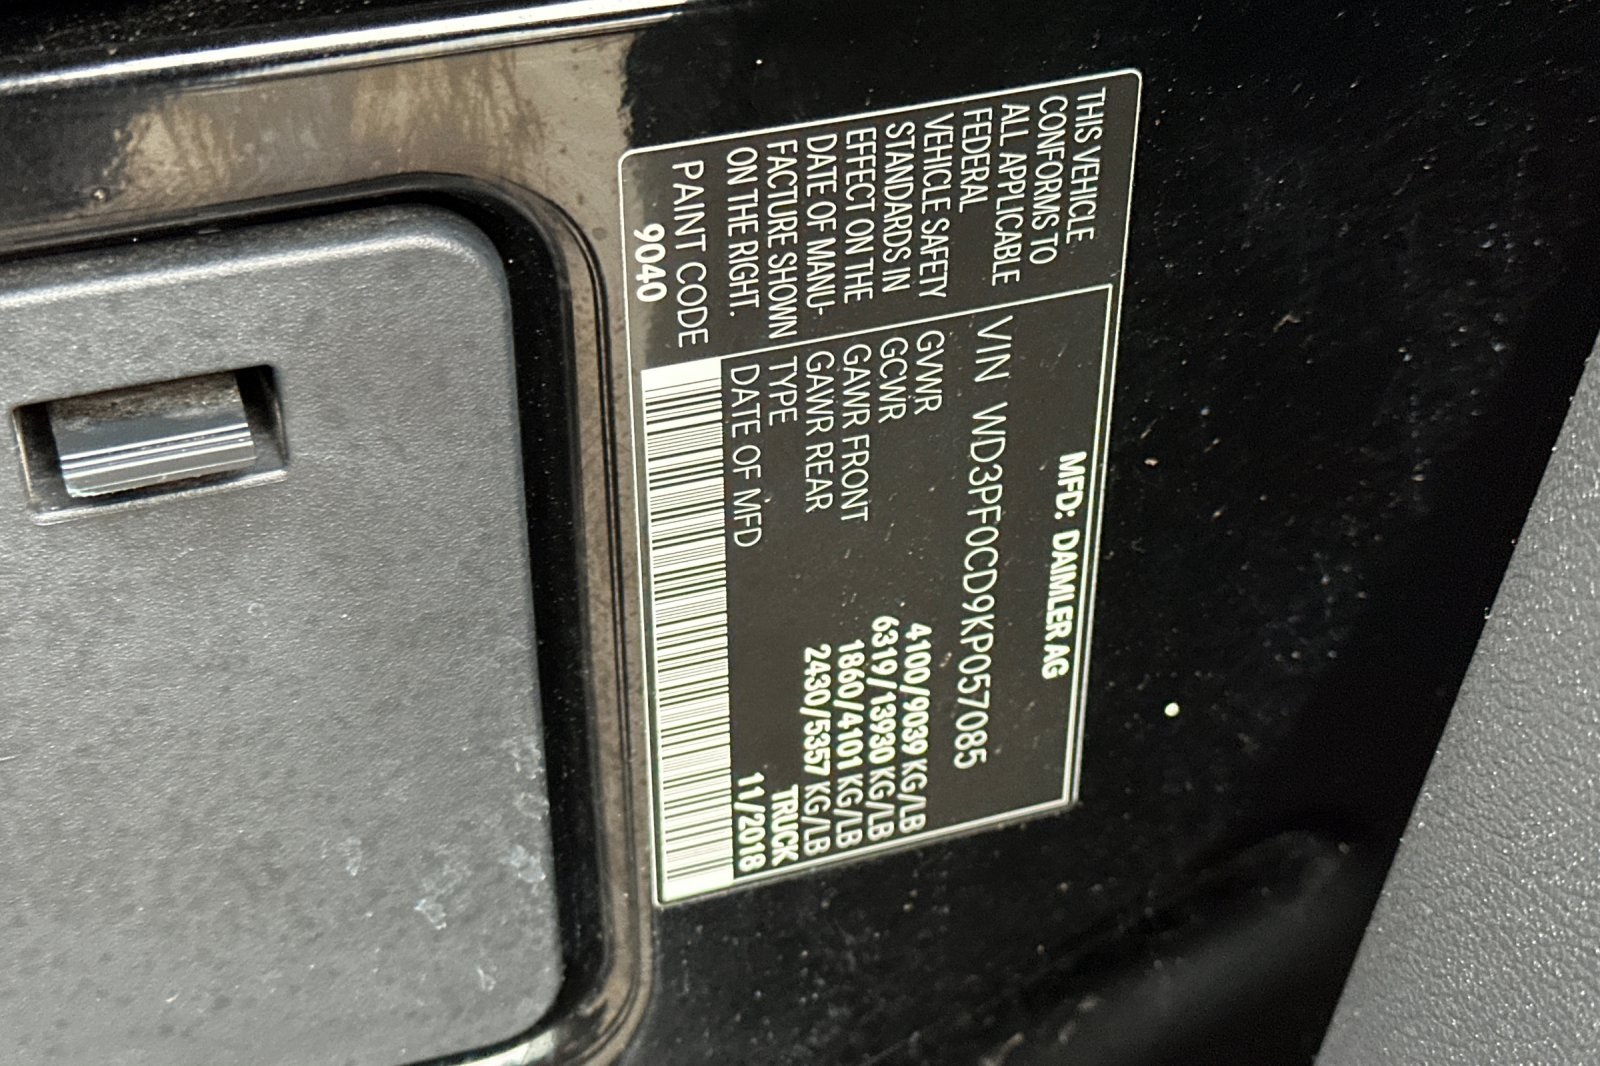 THIS VEHICLE
CONFORMS TO
ALL APPLICABLE
FEDERAL
VEHICLE SAFETY
STANDARDS IN
EFFECT ON THE
DATE OF MANU-
FACTURE SHOWN
ON THE RIGHT.
PAINT CODE
9040
MFD: DAIMLER AG
VIN WD3PF0CD9KP057085
GVWR 4100/9039 KG/LB
GCWR 6319/13930 KG/LB
GAWR FRONT 1860/4101 KG/LB
GAWR REAR 2430/5357 KG/LB
TYPE TRUCK
DATE OF MFD 11/2018